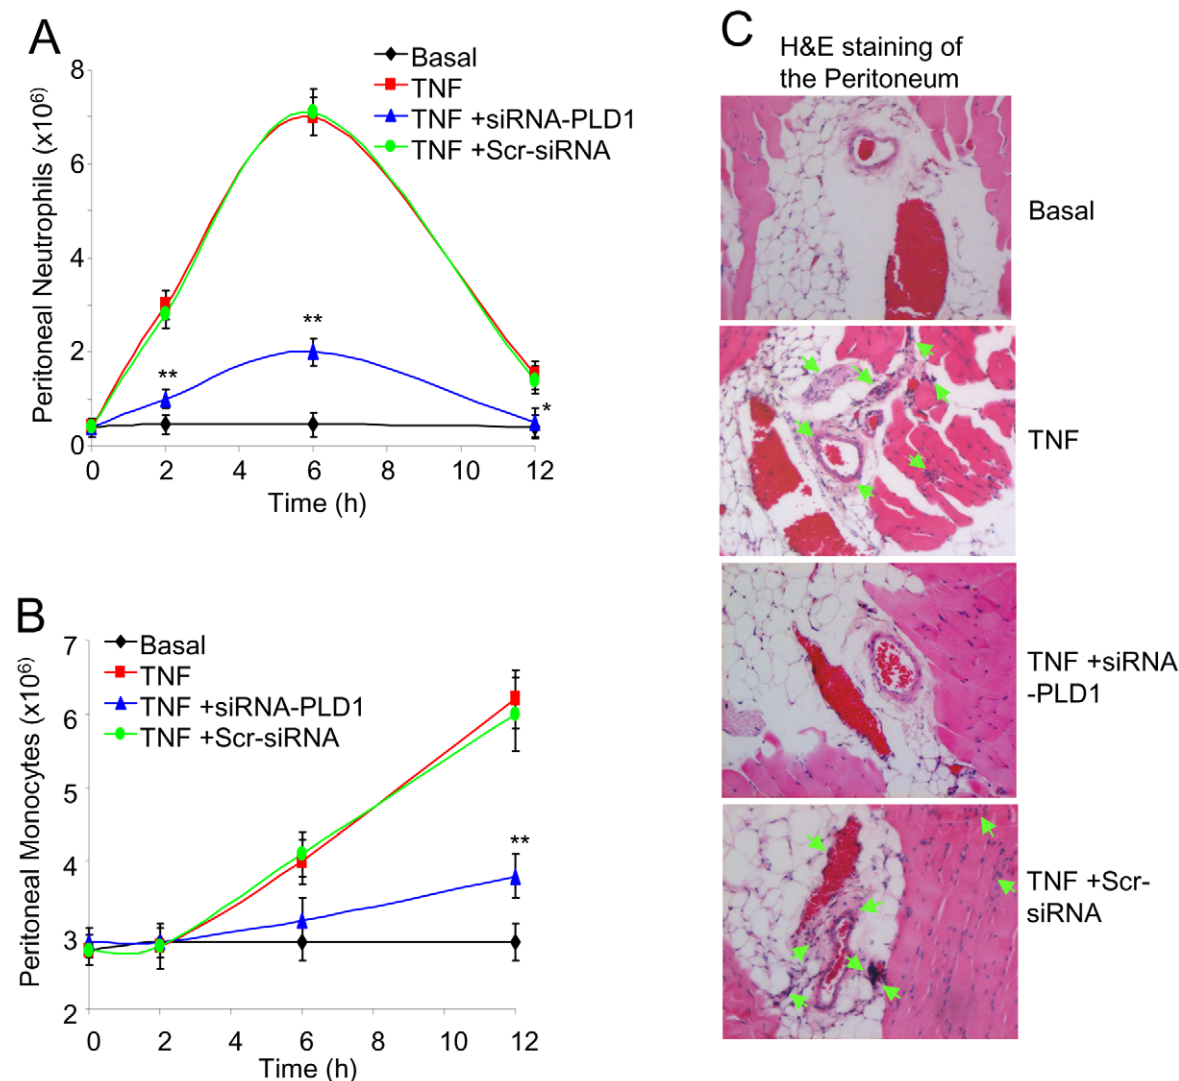 A
Basal
TNF
TNF +siRNA-PLD1
TNF +Scr-siRNA
Peritoneal Neutrophils (x10⁶)
8
6
4
2
0
**
**
*
0 2 4 6 8 10 12
Time (h)
B
Basal
TNF
TNF +siRNA-PLD1
TNF +Scr-siRNA
Peritoneal Monocytes (x10⁶)
7
6
5
4
3
2
**
0 2 4 6 8 10 12
Time (h)
C
H&E staining of
the Peritoneum
Basal
TNF
TNF +siRNA
-PLD1
TNF +Scr-
siRNA